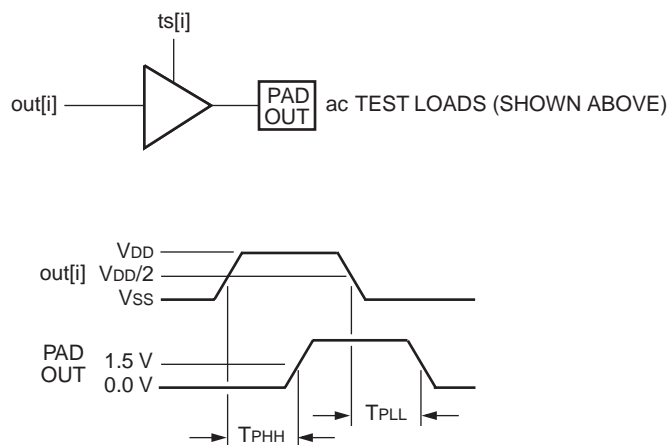 ts[i]
out[i]
PAD
OUT
ac TEST LOADS (SHOWN ABOVE)
VDD
out[i] VDD/2
VSS
PAD
OUT
1.5 V
0.0 V
TPLL
TPHH